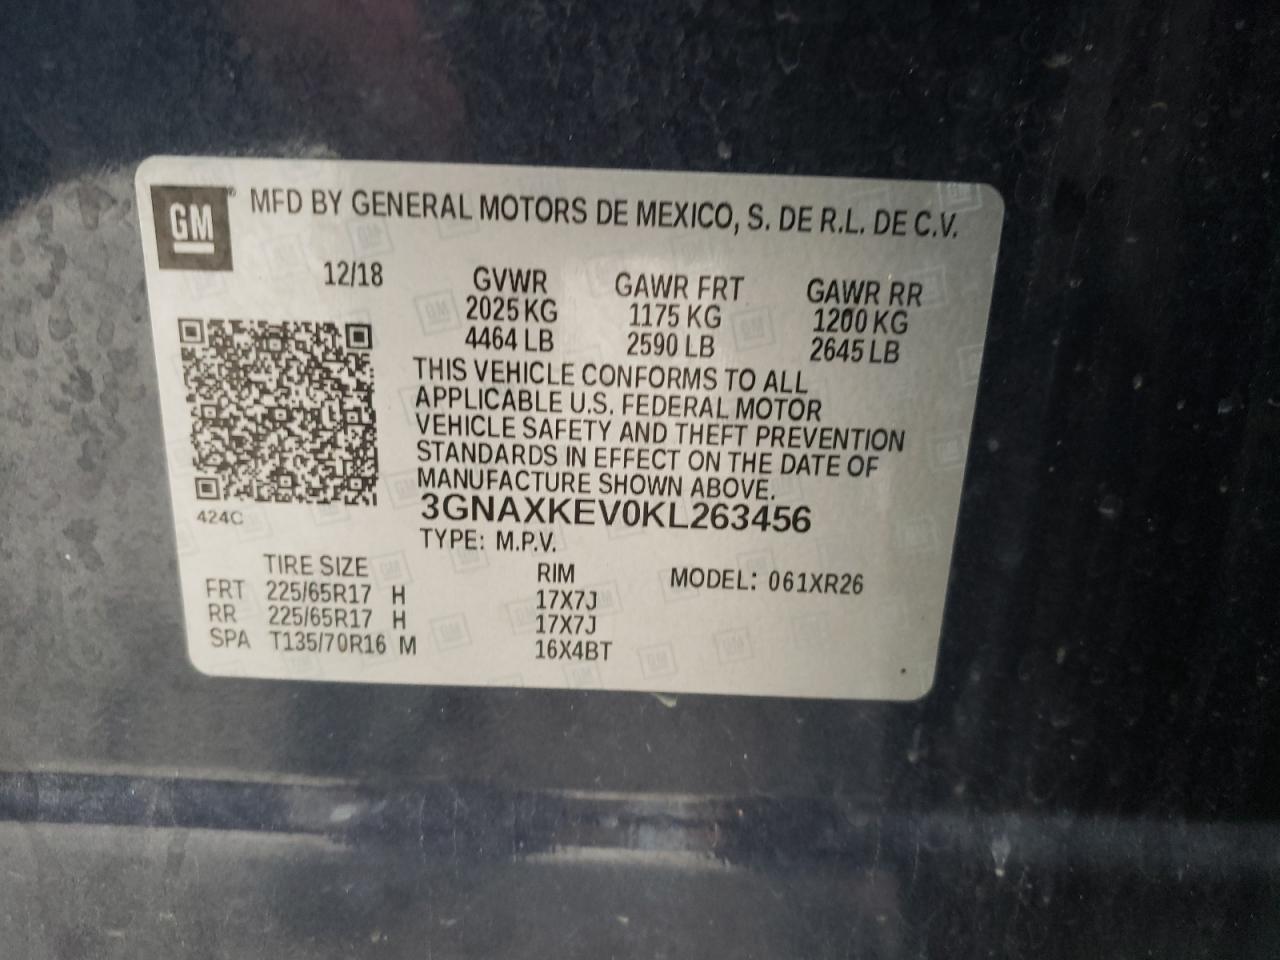 GM® MFD BY GENERAL MOTORS DE MEXICO, S. DE R.L. DE C.V.
12/18 GVWR GAWR FRT GAWR RR
2025 KG 1175 KG 1200 KG
4464 LB 2590 LB 2645 LB
THIS VEHICLE CONFORMS TO ALL
APPLICABLE U.S. FEDERAL MOTOR
VEHICLE SAFETY AND THEFT PREVENTION
STANDARDS IN EFFECT ON THE DATE OF
MANUFACTURE SHOWN ABOVE.
3GNAXKEV0KL263456
424C
TYPE: M.P.V.
TIRE SIZE RIM MODEL: 061XR26
FRT 225/65R17 H 17X7J
RR 225/65R17 H 17X7J
SPA T135/70R16 M 16X4BT